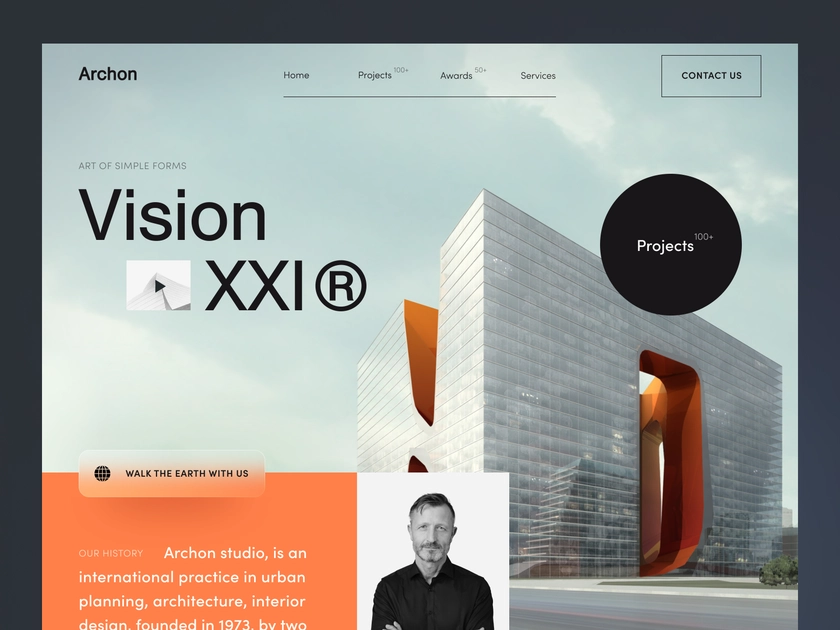 Archon
Home Projects 100+ Awards 50+ Services
CONTACT US
ART OF SIMPLE FORMS
Vision
XXI®
Projects 100+
WALK THE EARTH WITH US
OUR HISTORY Archon studio, is an
international practice in urban
planning, architecture, interior
design, founded in 1973, by two